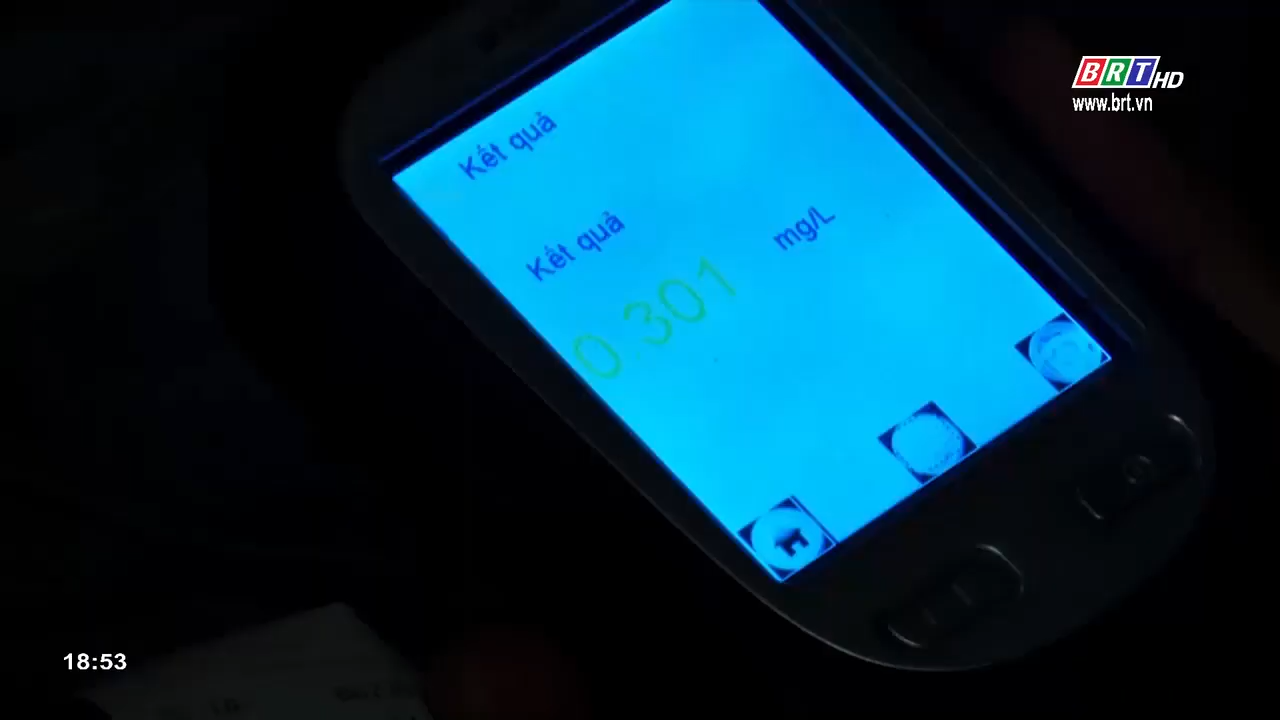 BRT HD
www.brt.vn
Kết quả
Kết quả
mg/L
0.301
18:53